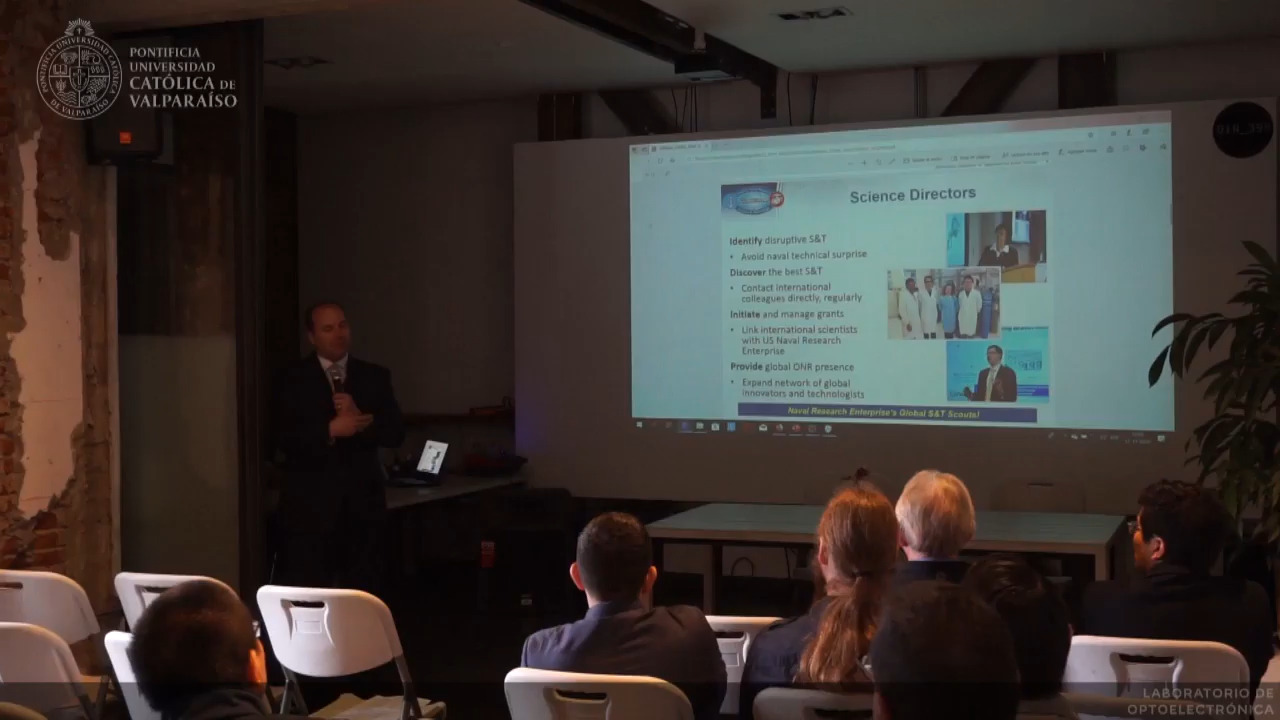 PONTIFICIA
UNIVERSIDAD
CATÓLICA DE
VALPARAÍSO
Science Directors
Identify disruptive S&T
• Avoid naval technical surprise
Discover the best S&T
• Contact international
colleagues directly, regularly
Initiate and manage grants
• Link international scientists
with US Naval Research
Enterprise
Provide global ONR presence
• Expand network of global
innovators and technologists
Naval Research Enterprise's Global S&T Scouts!
LABORATORIO DE
OPTOELECTRÓNICA